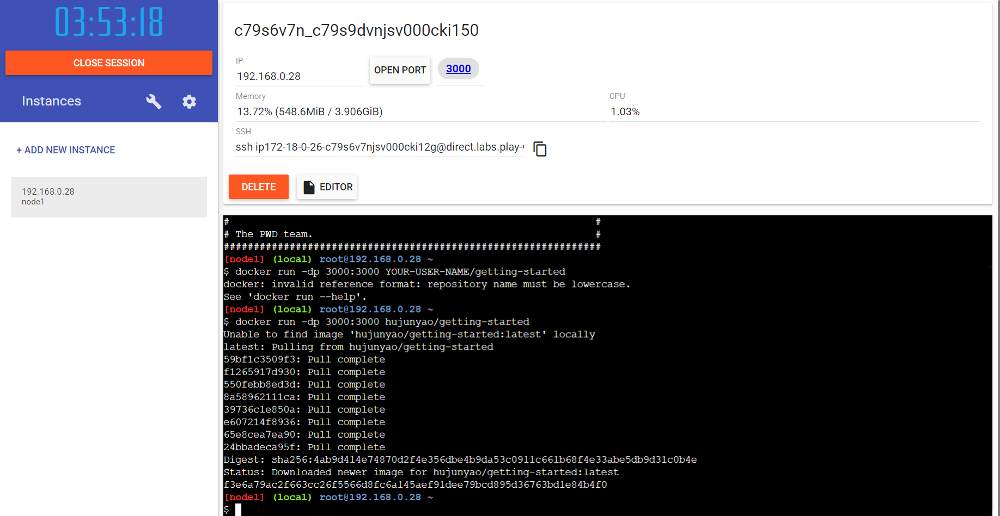 03:53:18
CLOSE SESSION
Instances
+ ADD NEW INSTANCE
192.168.0.28
node1
c79s6v7n_c79s9dvnjsv000cki150
IP
192.168.0.28
OPEN PORT
3000
Memory
13.72% (548.6MiB / 3.906GiB)
CPU
1.03%
SSH
ssh ip172-18-0-26-c79s6v7njsv000cki12g@direct.labs.play-
DELETE
EDITOR
# #
# The PWD team. #
###############################################################
[node1] (local) root@192.168.0.28 ~
$ docker run -dp 3000:3000 YOUR-USER-NAME/getting-started
docker: invalid reference format: repository name must be lowercase.
See 'docker run --help'.
[node1] (local) root@192.168.0.28 ~
$ docker run -dp 3000:3000 hujunyao/getting-started
Unable to find image 'hujunyao/getting-started:latest' locally
latest: Pulling from hujunyao/getting-started
59bf1c3509f3: Pull complete
f1265917d930: Pull complete
550febb8ed3d: Pull complete
8a58962111ca: Pull complete
39736c1e850a: Pull complete
e607214f8936: Pull complete
65e8cea7ea90: Pull complete
24bbadeca95f: Pull complete
Digest: sha256:4ab9d414e74870d2f4e356dbe4b9da53c0911c661b68f4e33abe5db9d31c0b4e
Status: Downloaded newer image for hujunyao/getting-started:latest
f3e6a79ac2f663cc26f5566d8fc6a145aef91dee79bcd895d36763bd1e84b4f0
[node1] (local) root@192.168.0.28 ~
$